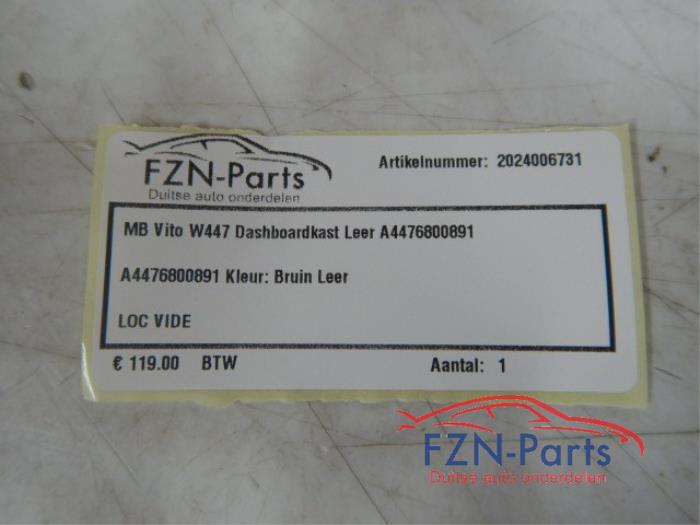 FZN-Parts
Duitse auto onderdelen
Artikelnummer: 2024006731
MB Vito W447 Dashboardkast Leer A4476800891
A4476800891 Kleur: Bruin Leer
LOC VIDE
€ 119.00 BTW Aantal: 1
FZN-Parts
Duitse auto onderdelen